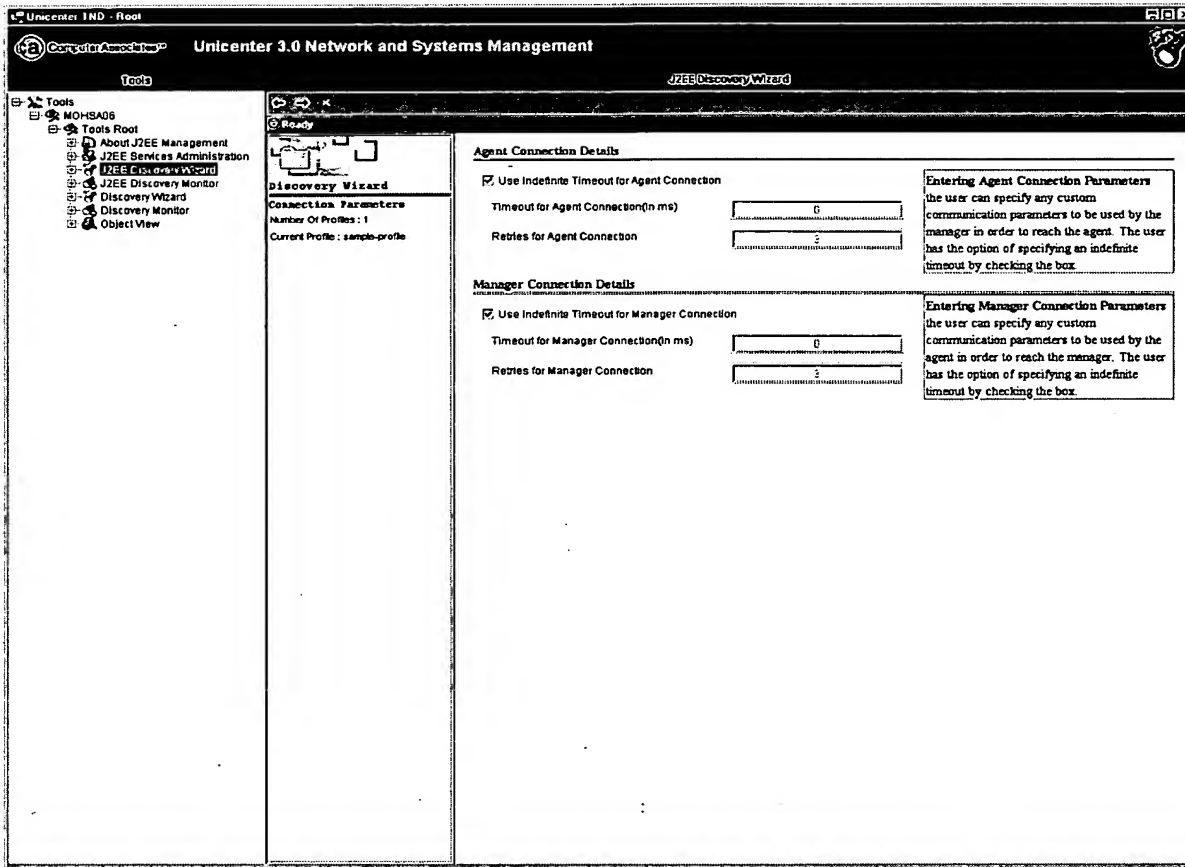 Unicenter TND - Root
Computer Associates™ Unicenter 3.0 Network and Systems Management
Tools
J2EE Discovery Wizard
Tools
MOHSA06
Tools Root
About J2EE Management
J2EE Services Administration
J2EE Discovery Wizard
J2EE Discovery Monitor
Discovery Wizard
Discovery Monitor
Object View
Ready
Discovery Wizard
Connection Parameters
Number Of Profiles : 1
Current Profile : sample-profile
Agent Connection Details
Use Indefinite Timeout for Agent Connection
Timeout for Agent Connection(In ms)
Retries for Agent Connection
Entering Agent Connection Parameters
the user can specify any custom
communication parameters to be used by the
manager in order to reach the agent. The user
has the option of specifying an indefinite
timeout by checking the box
Manager Connection Details
Use Indefinite Timeout for Manager Connection
Timeout for Manager Connection(In ms)
Retries for Manager Connection
Entering Manager Connection Parameters
the user can specify any custom
communication parameters to be used by the
agent in order to reach the manager. The user
has the option of specifying an indefinite
timeout by checking the box.